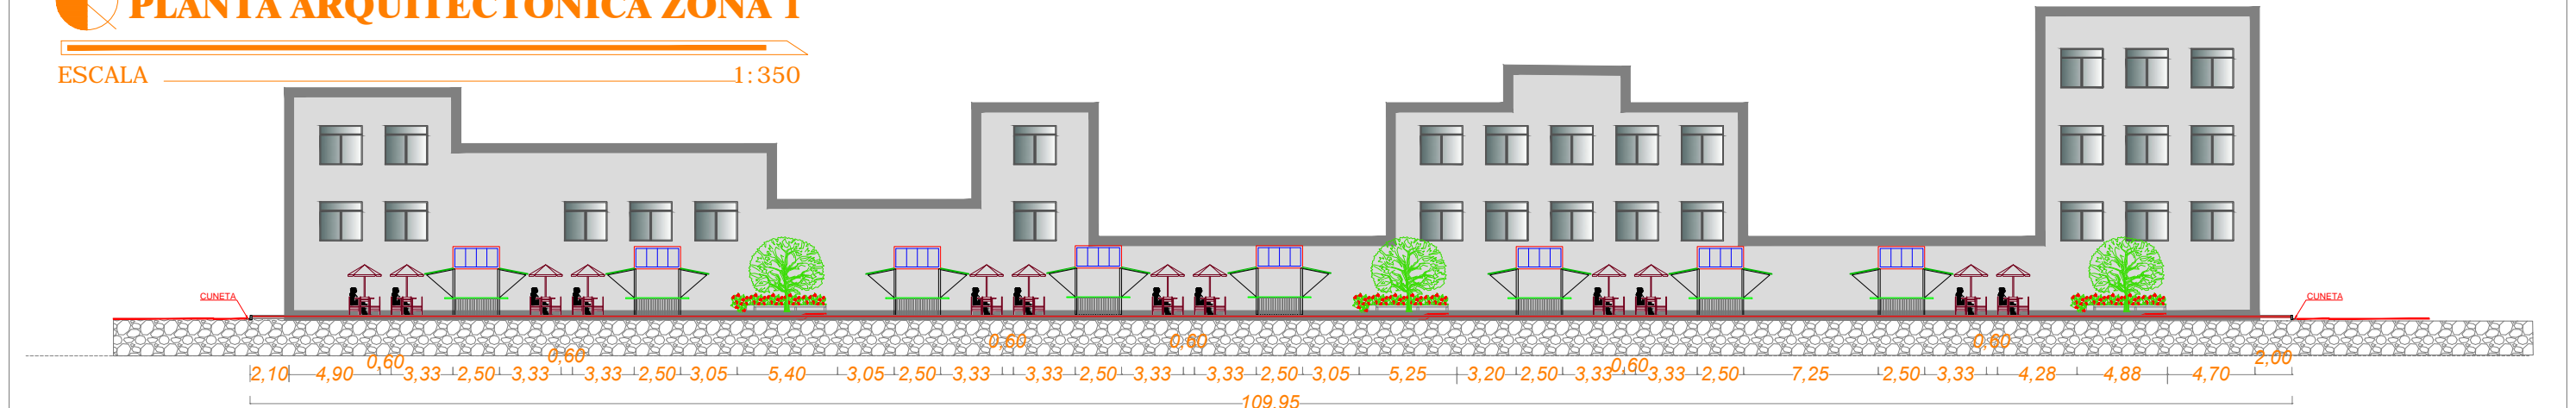 PLANTA ARQUITECTONICA ZONA 1
ESCALA 1:350
CUNETA
CUNETA
0,60 0,60 0,60
0,60 0,60 0,60 2,00
2,10 4,90 3,33 2,50 3,33 3,33 2,50 3,05 5,40 3,05 2,50 3,33 3,33 2,50 3,33 3,33 2,50 3,05 5,25 3,20 2,50 3,33 3,33 2,50 7,25 2,50 3,33 4,28 4,88 4,70
109,95